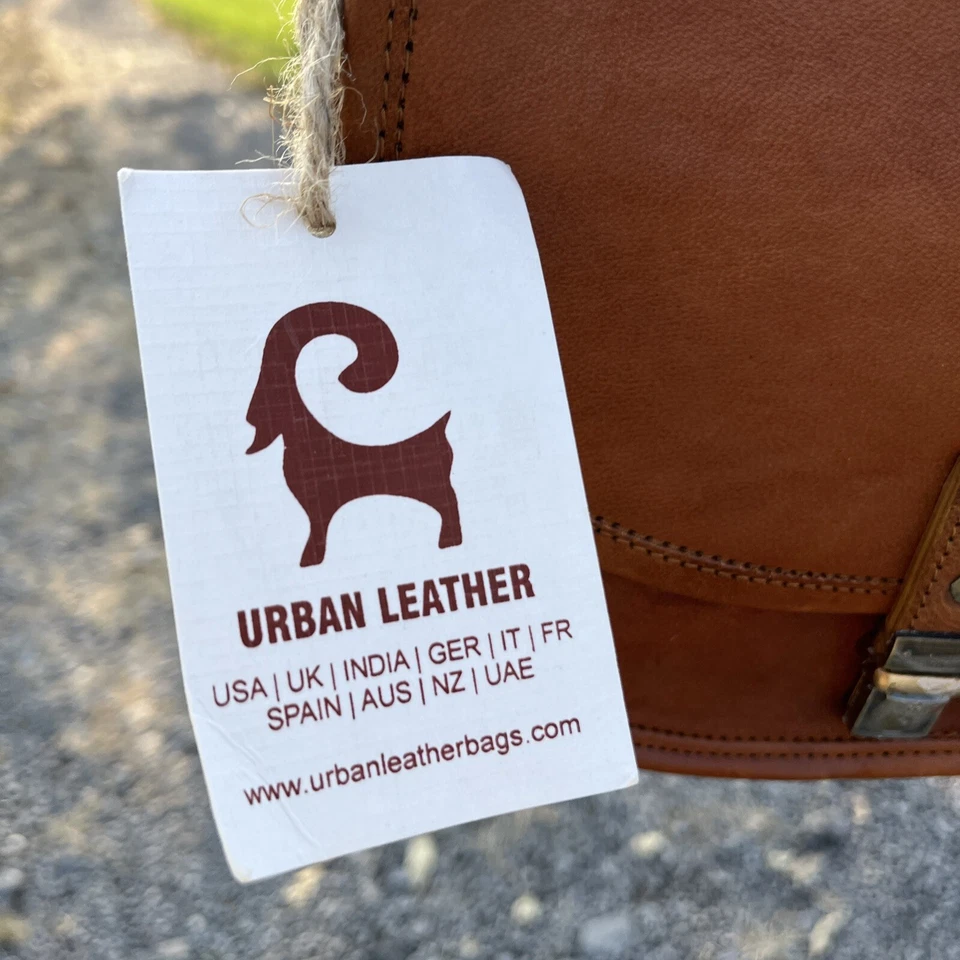 URBAN LEATHER
USA | UK | INDIA | GER | IT | FR
SPAIN | AUS | NZ | UAE
www.urbanleatherbags.com